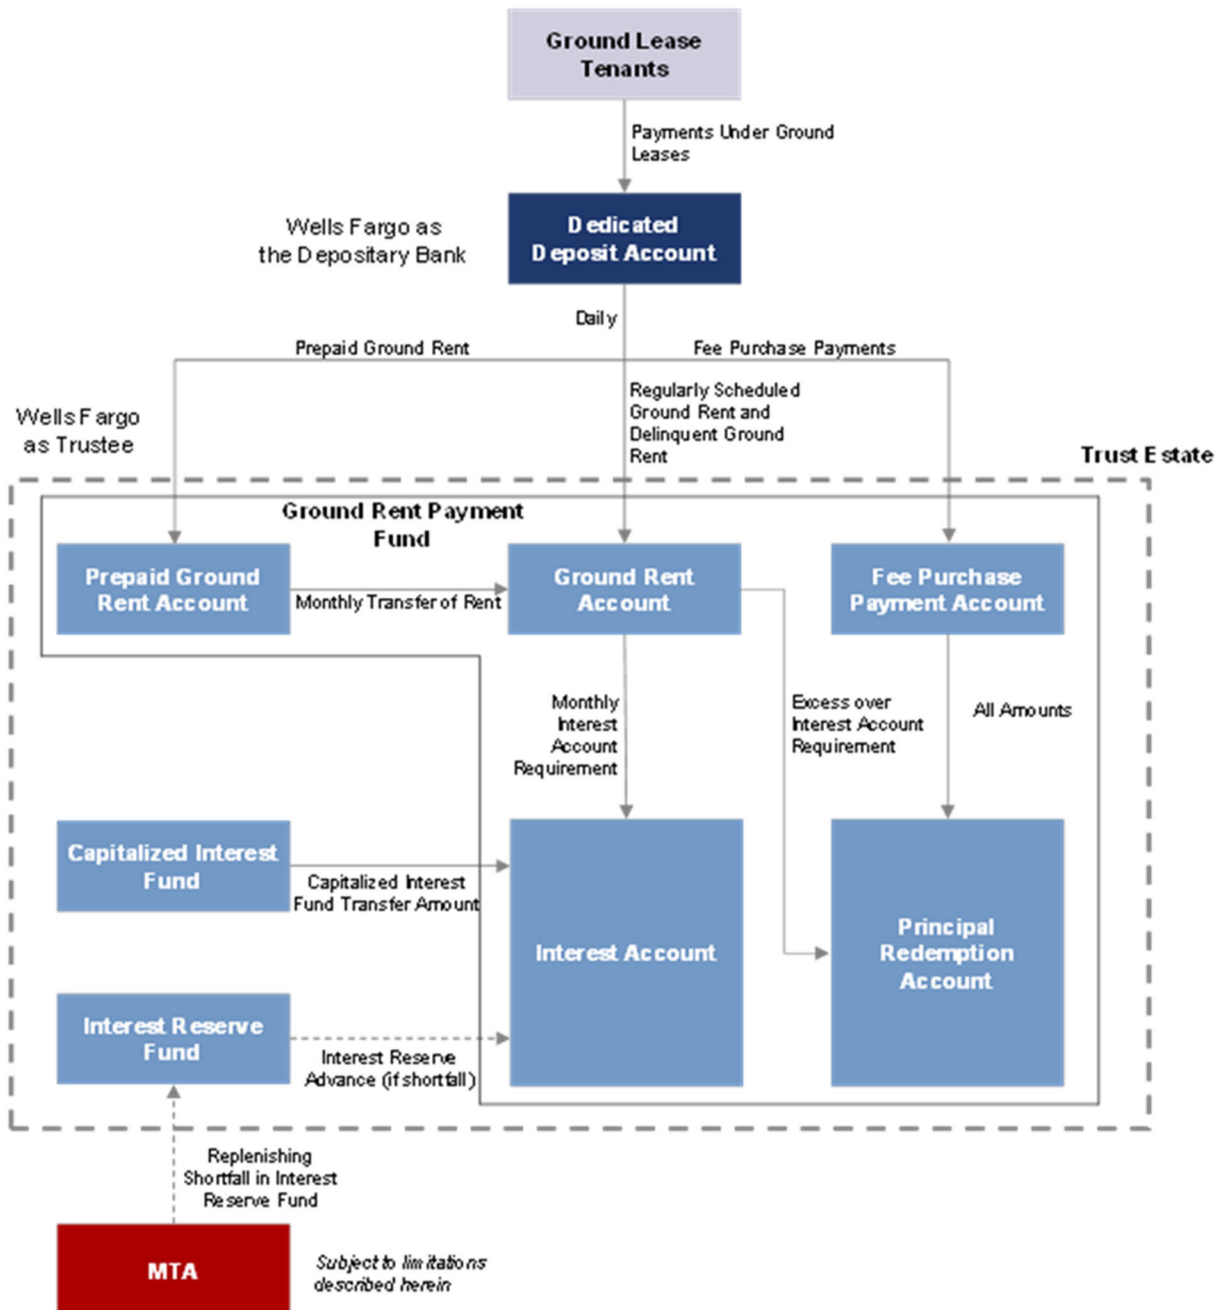 Ground Lease
Tenants
Payments Under Ground
Leases
Wells Fargo as
the Depositary Bank
Dedicated
Deposit Account
Daily
Prepaid Ground Rent
Fee Purchase Payments
Regularly Scheduled
Ground Rent and
Delinquent Ground
Rent
Wells Fargo
as Trustee
Trust Estate
Ground Rent Payment
Fund
Prepaid Ground
Rent Account
Monthly Transfer of Rent
Ground Rent
Account
Fee Purchase
Payment Account
Monthly
Interest
Account
Requirement
Excess over
Interest Account
Requirement
All Amounts
Capitalized Interest
Fund
Capitalized Interest
Fund Transfer Amount
Interest Account
Principal
Redemption
Account
Interest Reserve
Fund
Interest Reserve
Advance (if shortfall)
Replenishing
Shortfall in Interest
Reserve Fund
MTA
Subject to limitations
described herein